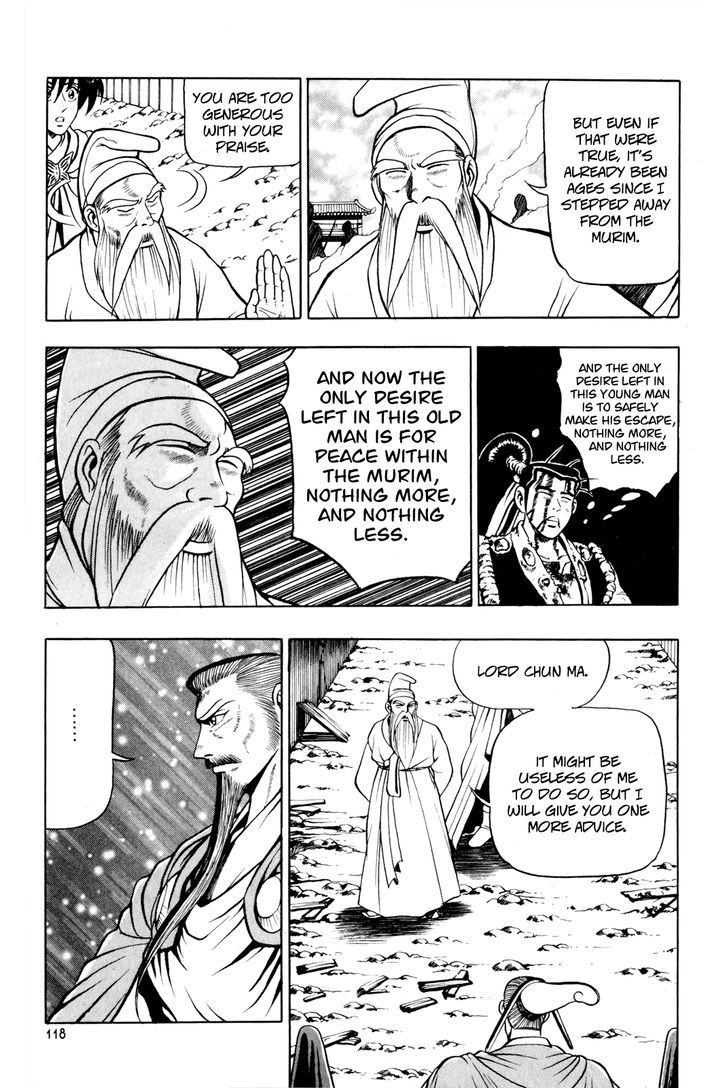 YOU ARE TOO
GENEROUS
WITH YOUR
PRAISE.
BUT EVEN IF
THAT WERE
TRUE, IT'S
ALREADY BEEN
AGES SINCE I
STEPPED AWAY
FROM THE
MURIM.
AND NOW THE
ONLY DESIRE
LEFT IN THIS OLD
MAN IS FOR
PEACE WITHIN
THE MURIM,
NOTHING MORE,
AND NOTHING
LESS.
AND THE ONLY
DESIRE LEFT IN
THIS YOUNG MAN
IS TO SAFELY
MAKE HIS ESCAPE,
NOTHING MORE,
AND NOTHING
LESS.
......
LORD CHUN MA.
IT MIGHT BE
USELESS OF ME
TO DO SO, BUT I
WILL GIVE YOU ONE
MORE ADVICE.
118